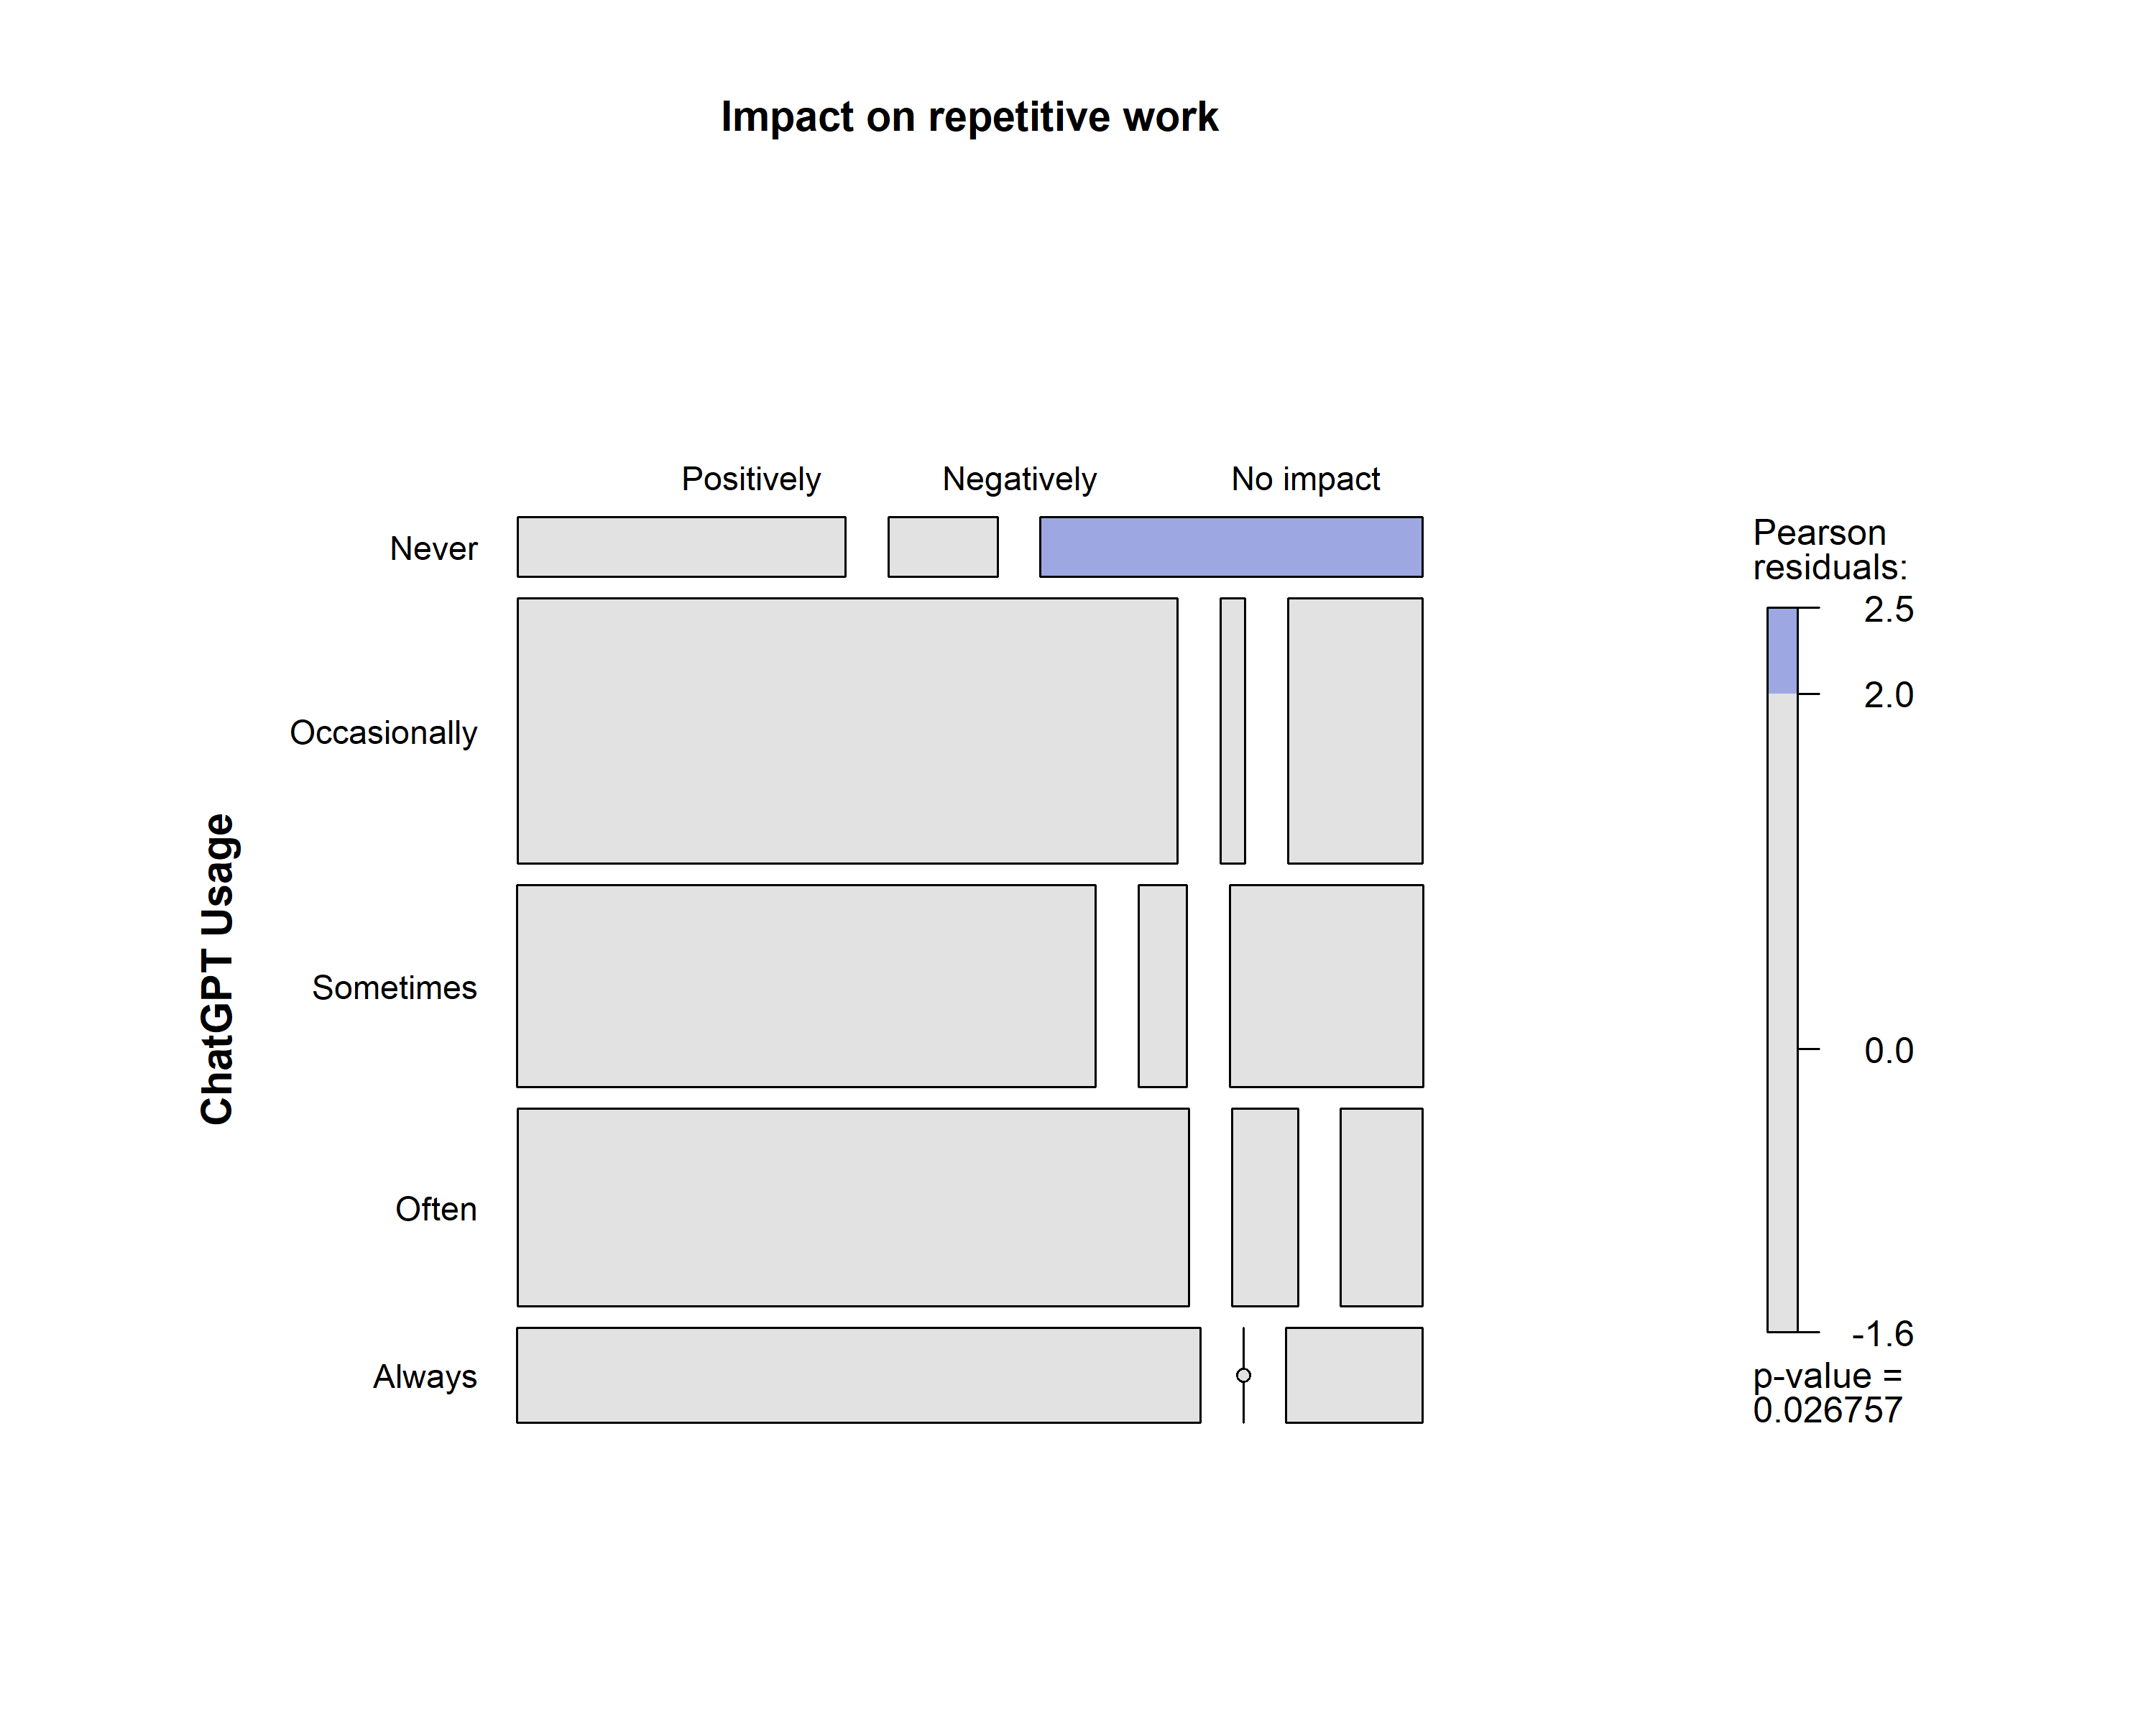 Impact on repetitive work
Positively Negatively No impact
Never
Occasionally
Sometimes
Often
Always
ChatGPT Usage
Pearson
residuals:
2.5
2.0
0.0
-1.6
p-value =
0.026757